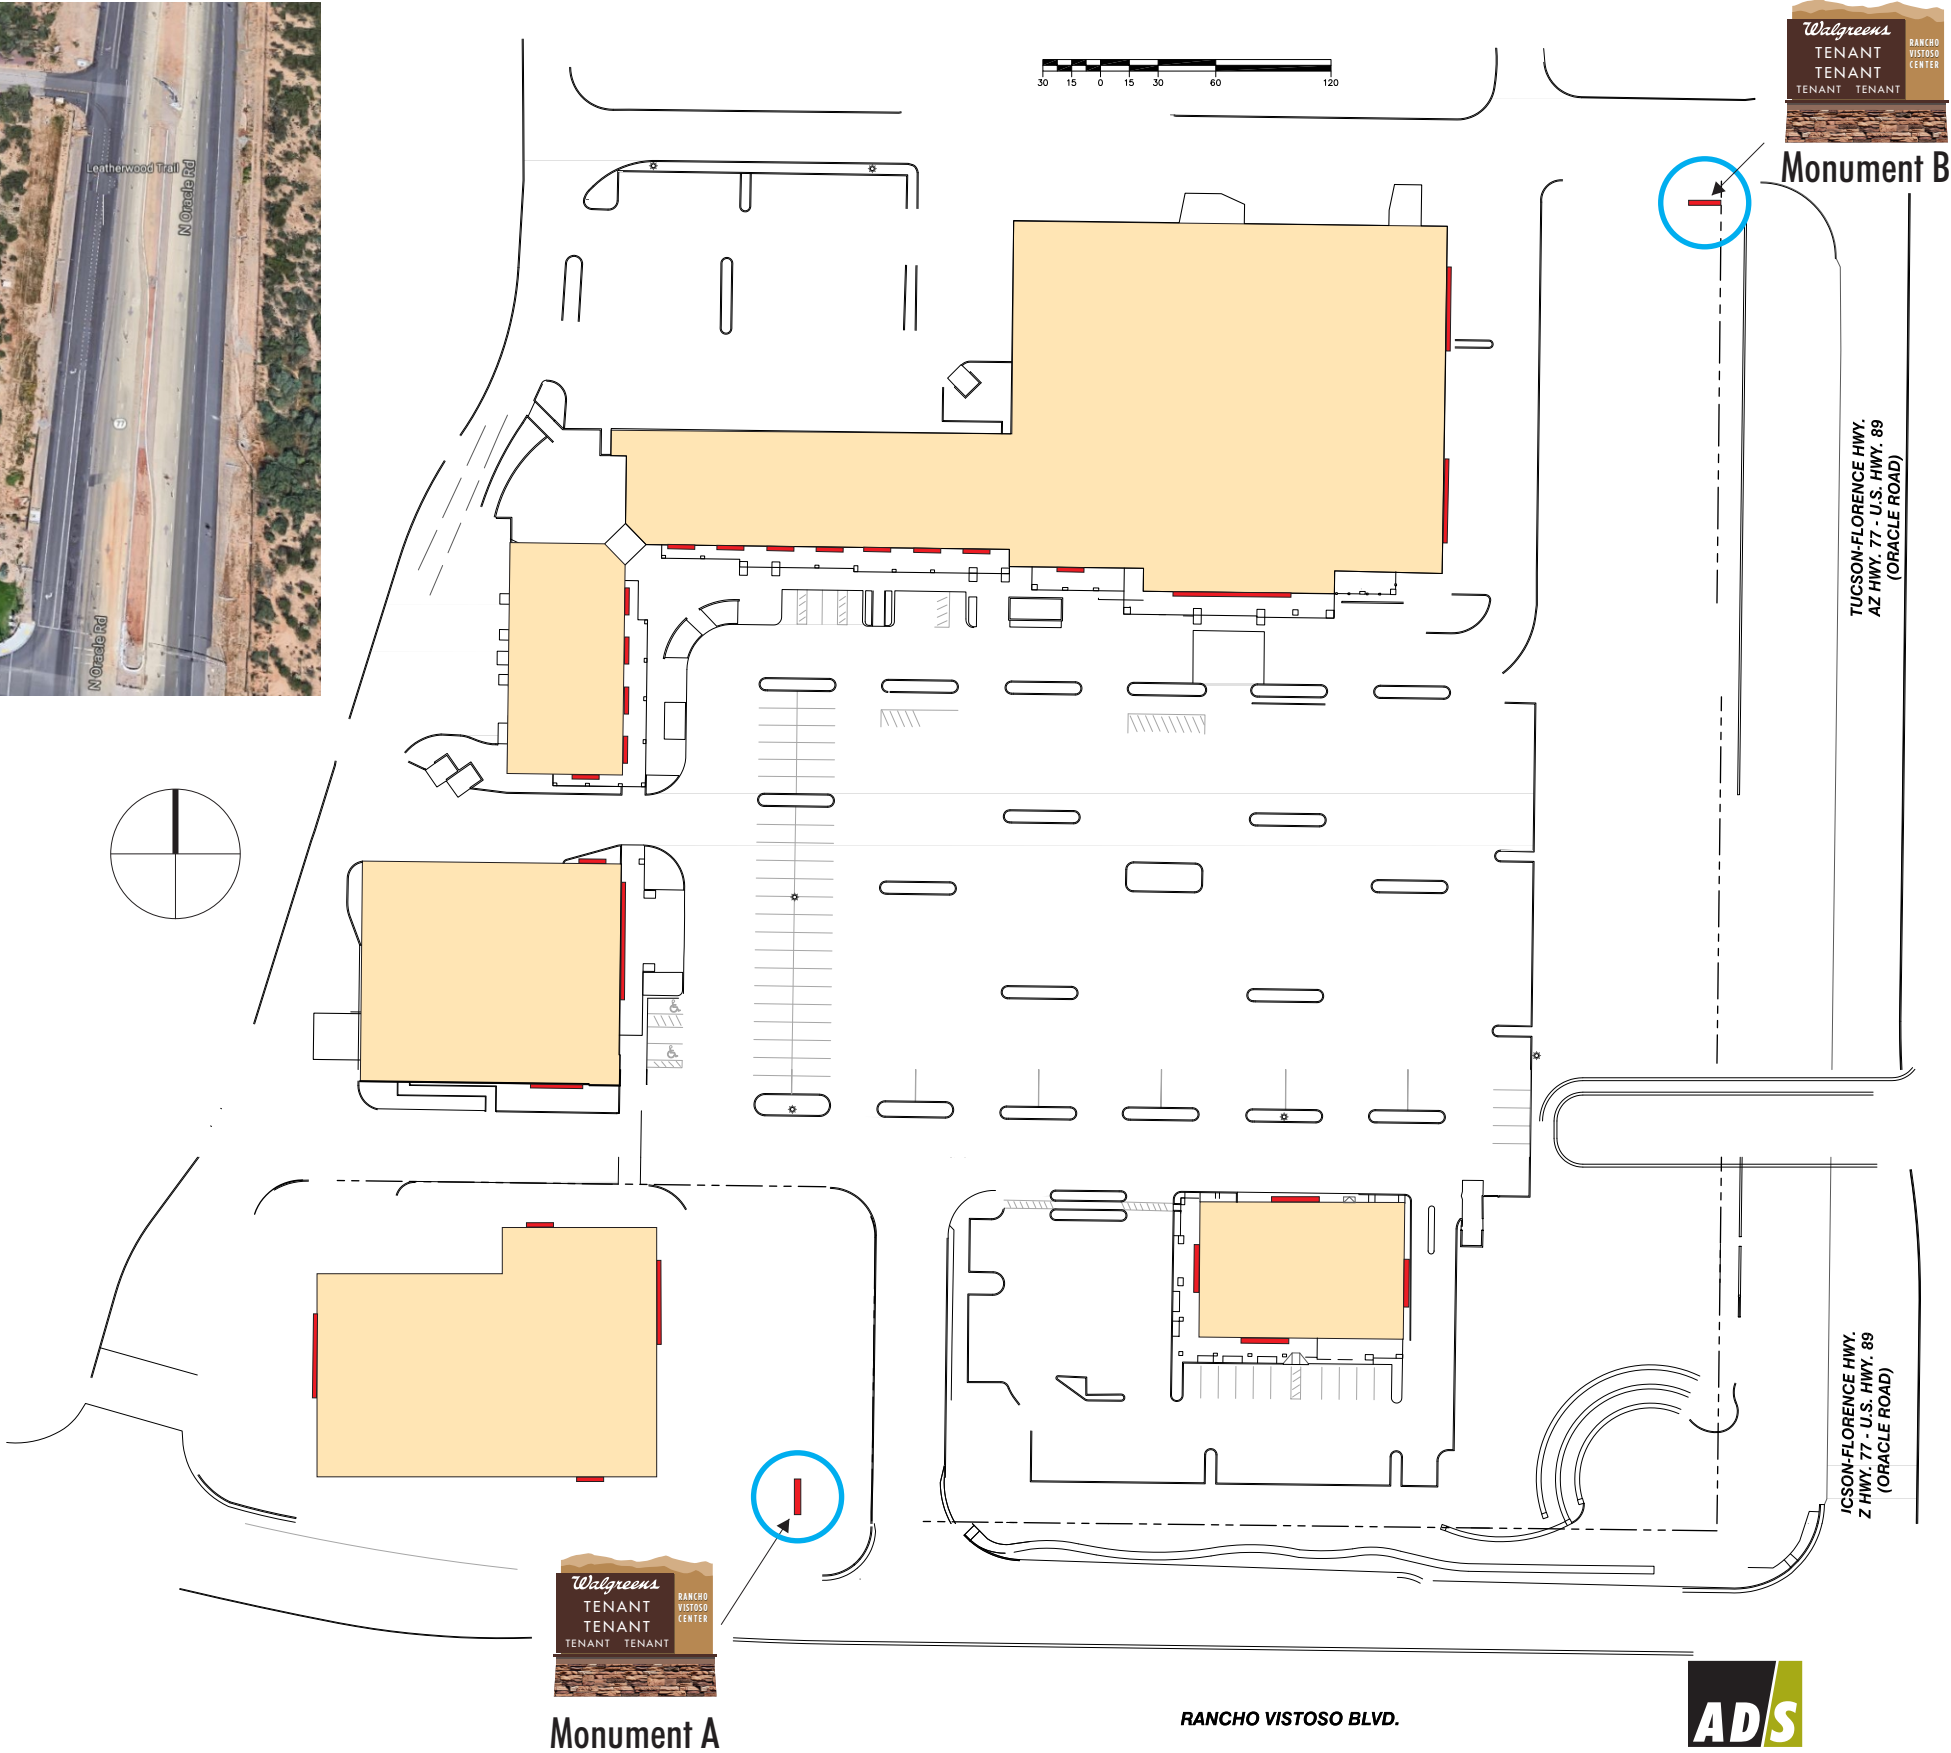 Walgreens
TENANT
TENANT
TENANT TENANT
RANCHO
VISTOSO
CENTER
Monument B
30 15 0 15 30 60 120
Leatherwood Trail
N Oracle Rd
77
N Oracle Rd
TUCSON-FLORENCE HWY.
AZ HWY. 77 - U.S. HWY. 89
(ORACLE ROAD)
ICSON-FLORENCE HWY.
Z HWY. 77 - U.S. HWY. 89
(ORACLE ROAD)
Walgreens
TENANT
TENANT
TENANT TENANT
RANCHO
VISTOSO
CENTER
Monument A
RANCHO VISTOSO BLVD.
ADS